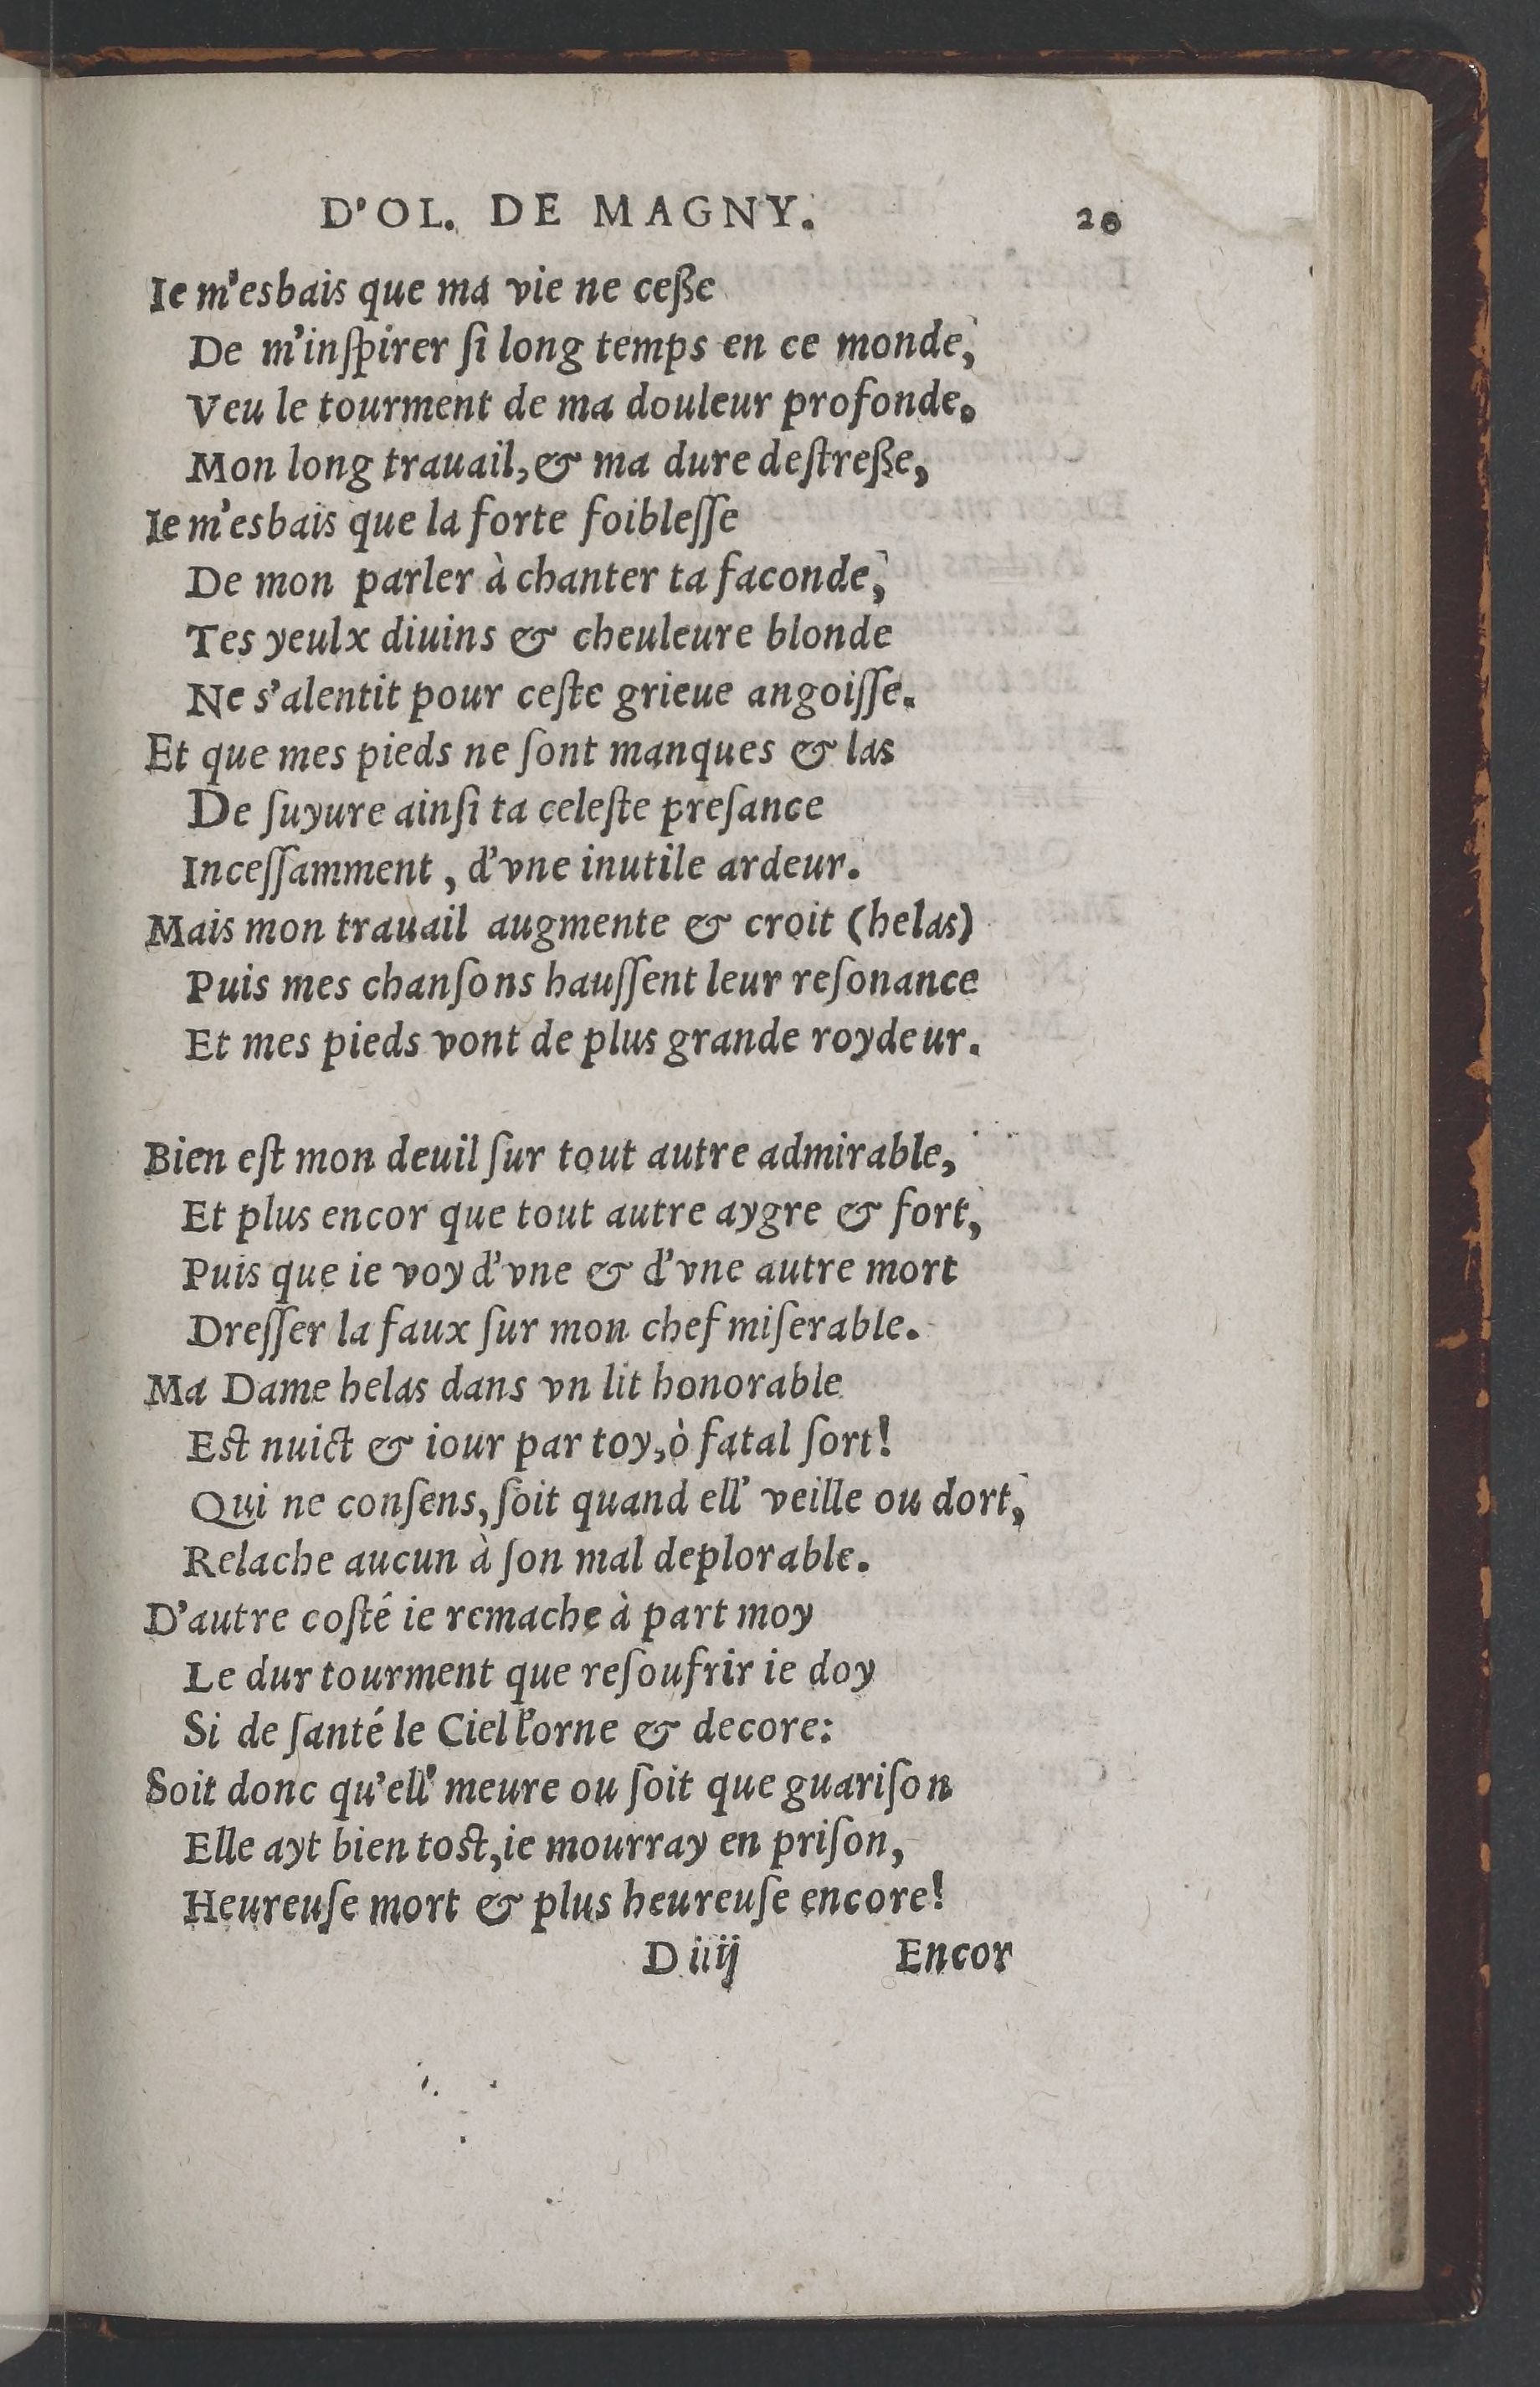 D'OL. DE MAGNY. 20
Ie m'esbais que ma vie ne ceße
De m'inſpirer ſi long temps en ce monde,
Veu le tourment de ma douleur profonde.
Mon long trauail, & ma dure deſtreße,
Ie m'esbais que la forte foibleſſe
De mon parler à chanter ta faconde,
Tes yeulx diuins & cheuleure blonde
Ne s'alentit pour ceſte grieue angoiſſe.
Et que mes pieds ne ſont manques & las
De ſuyure ainſi ta celeſte preſance
Inceſſamment, d'vne inutile ardeur.
Mais mon trauail augmente & croit (helas)
Puis mes chanſons hauſſent leur reſonance
Et mes pieds vont de plus grande roydeur.
Bien eſt mon deuil ſur tout autre admirable,
Et plus encor que tout autre aygre & fort,
Puis que ie voy d'vne & d'vne autre mort
Dreſſer la faux ſur mon chef miſerable.
Ma Dame helas dans vn lit honorable
Eſt nuict & iour par toy, ò fatal ſort!
Qui ne conſens, ſoit quand ell' veille ou dort,
Relache aucun à ſon mal deplorable.
D'autre coſté ie remache à part moy
Le dur tourment que reſoufrir ie doy
Si de ſanté le Ciel l'orne & decore:
Soit donc qu'ell' meure ou ſoit que guariſon
Elle ayt bien toſt, ie mourray en priſon,
Heureuſe mort & plus heureuſe encore!
D iiij Encor